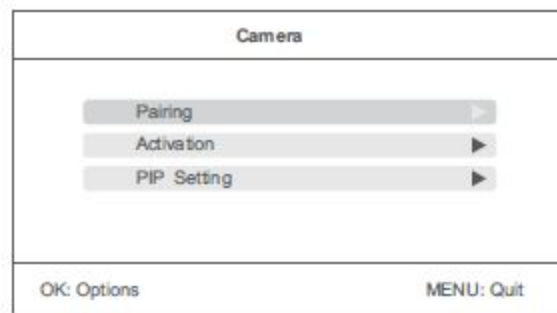 Camera
Pairing
Activation
PIP Setting
OK: Options MENU: Quit